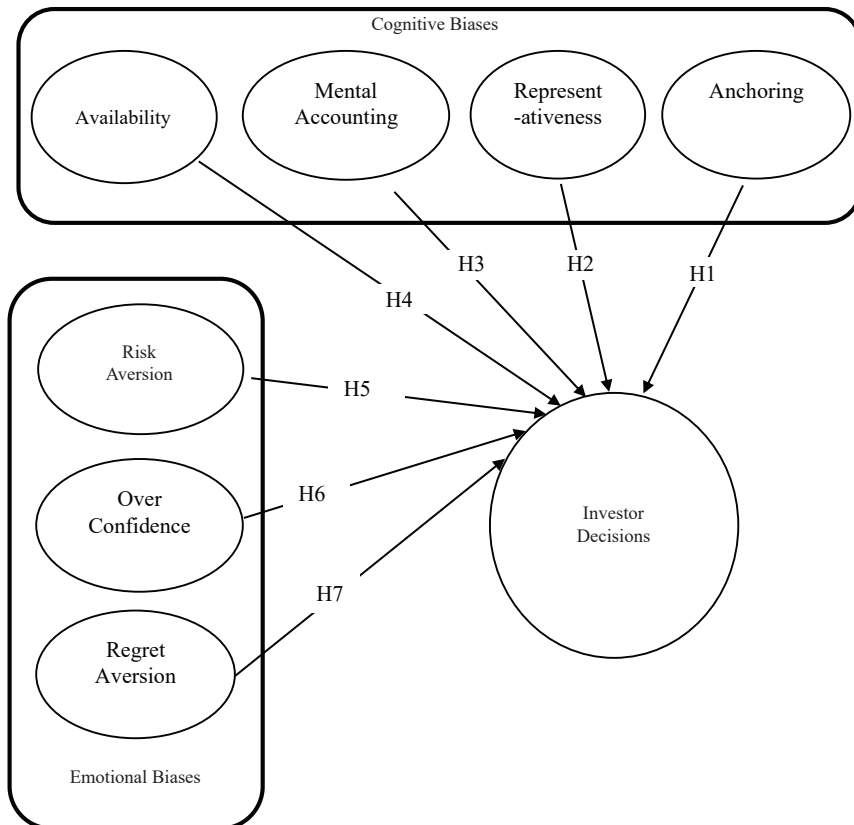 Cognitive Biases
Availability
Mental
Accounting
Represent
-ativeness
Anchoring
H4
H3
H2
H1
Risk
Aversion
H5
Over
Confidence
H6
Regret
Aversion
H7
Investor
Decisions
Emotional Biases